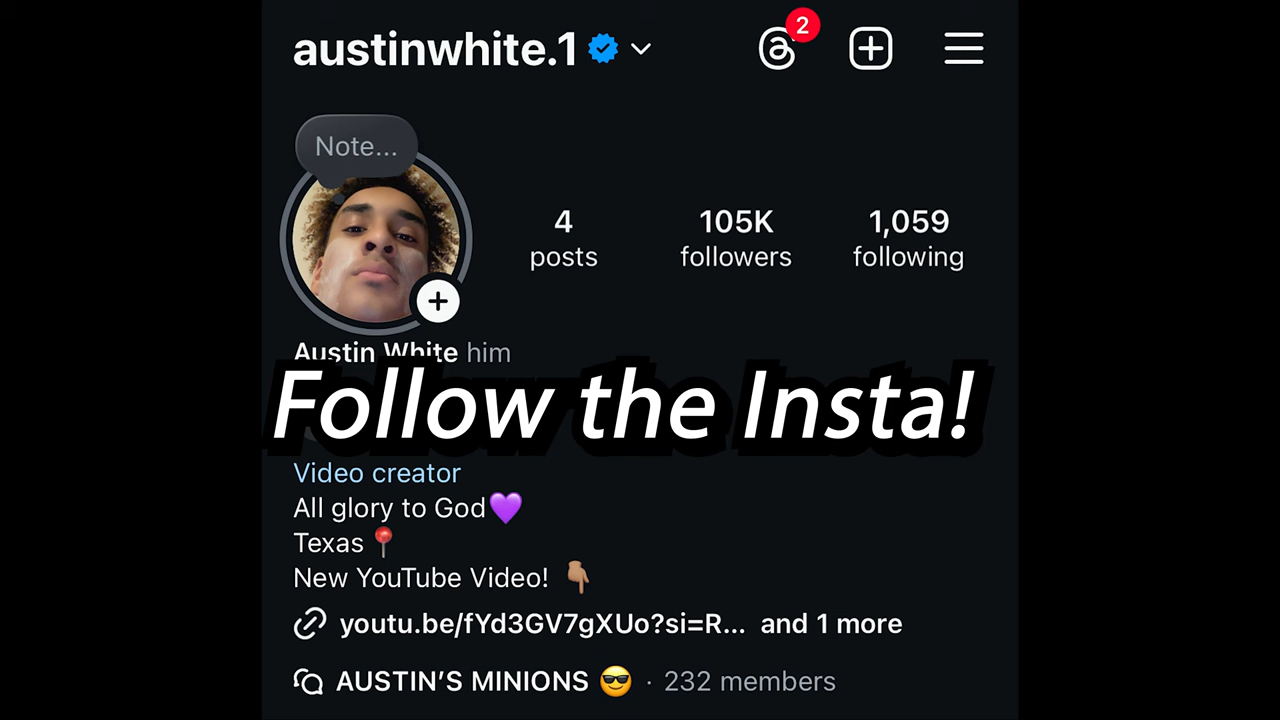 austinwhite.1
2
Note...
4 105K 1,059
posts followers following
Austin White him
Follow the Insta!
Video creator
All glory to God💜
Texas📍
New YouTube Video! 👇🏽
youtu.be/fYd3GV7gXUo?si=R... and 1 more
AUSTIN’S MINIONS 😎 · 232 members